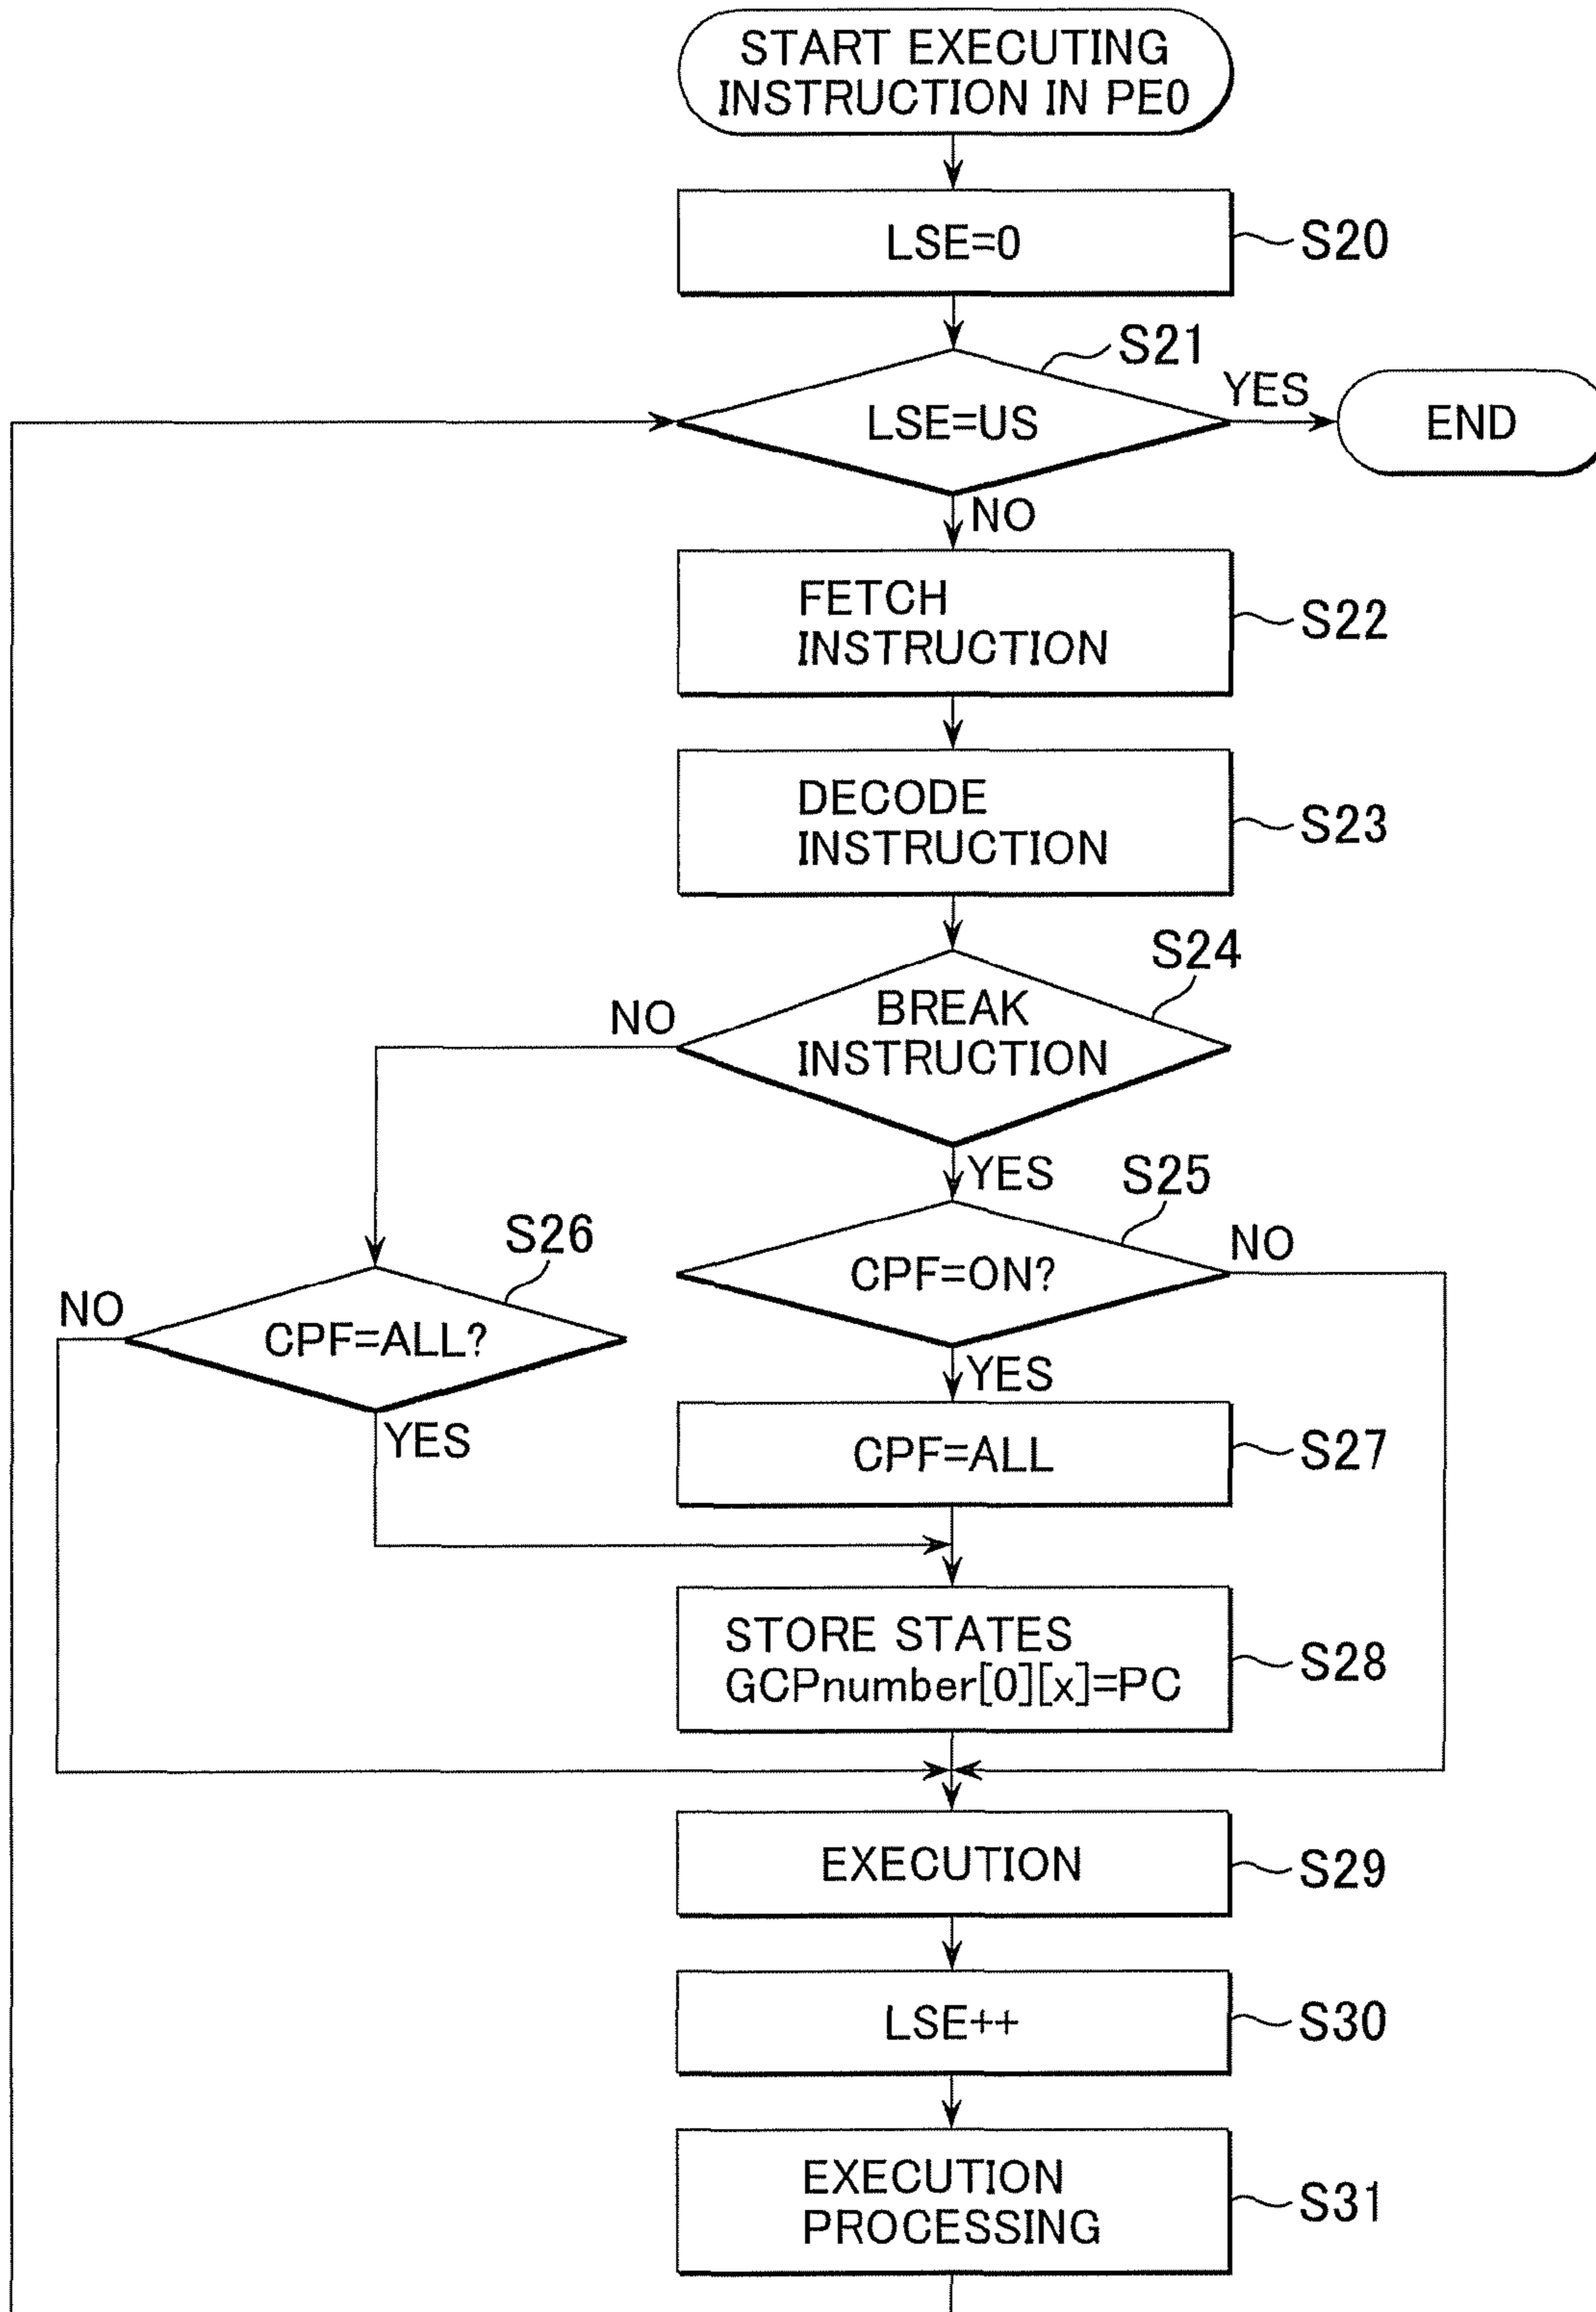 START EXECUTING
INSTRUCTION IN PE0
LSE=0
S20
S21
LSE=US
YES
END
NO
FETCH
INSTRUCTION
S22
DECODE
INSTRUCTION
S23
S24
NO
BREAK
INSTRUCTION
YES
S25
S26
CPF=ON?
NO
NO
CPF=ALL?
YES
YES
CPF=ALL
S27
STORE STATES
GCPnumber[0][x]=PC
S28
EXECUTION
S29
LSE++
S30
EXECUTION
PROCESSING
S31